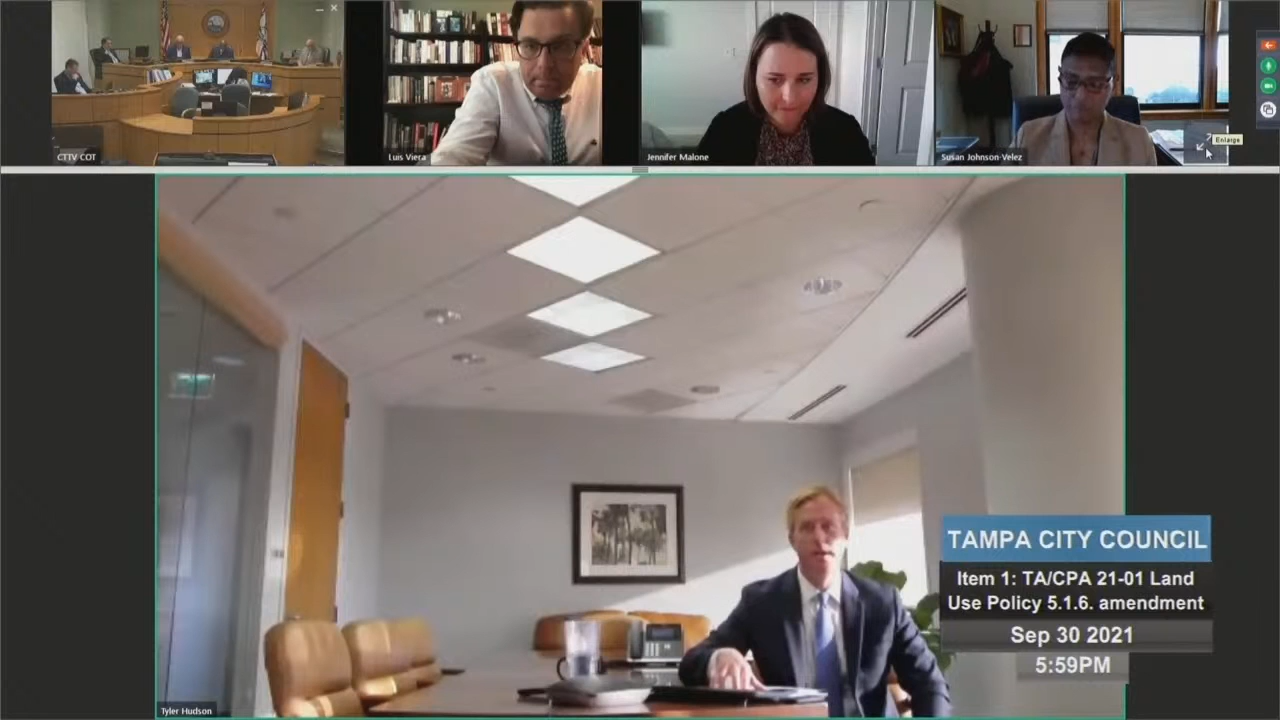 CTTV COT
Luis Viera
Jennifer Malone
Susan Johnson-Velez
Enlarge
TAMPA CITY COUNCIL
Item 1: TA/CPA 21-01 Land
Use Policy 5.1.6. amendment
Sep 30 2021
5:59PM
Tyler Hudson